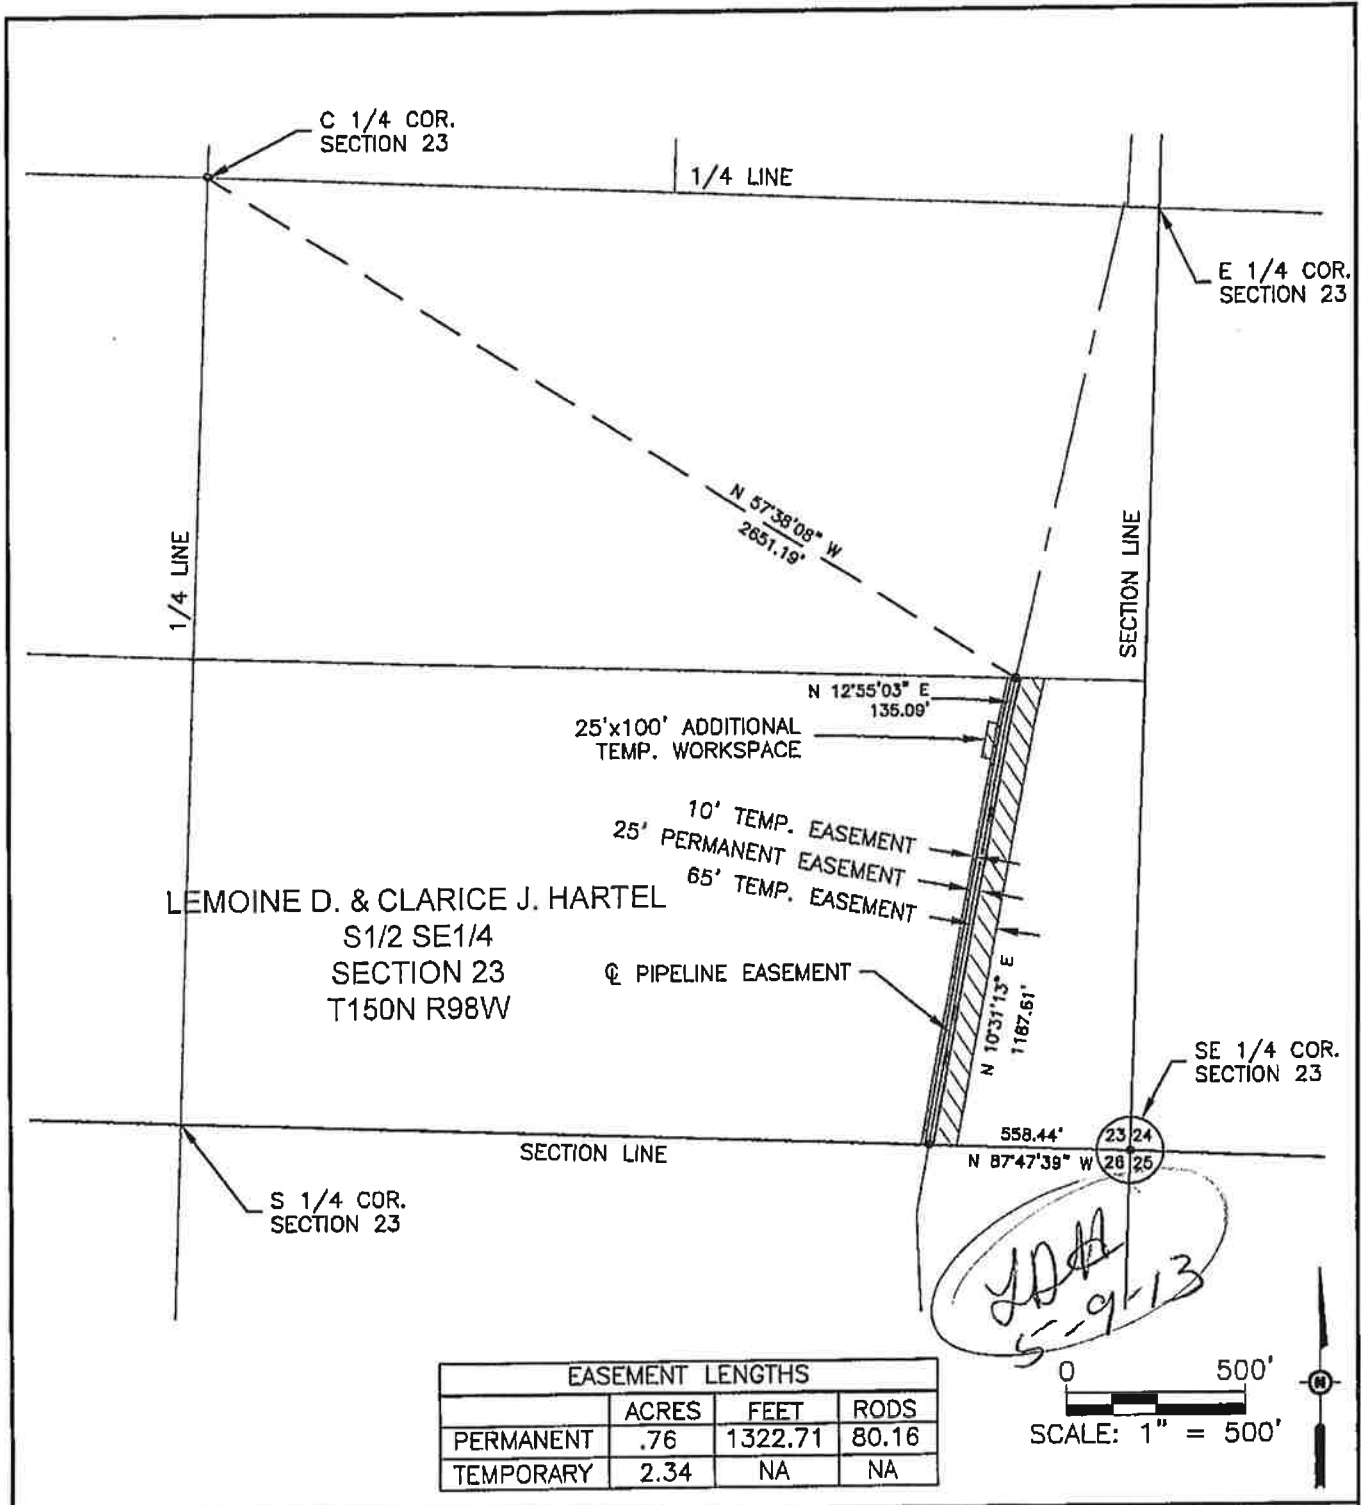 C 1/4 COR.
SECTION 23
1/4 LINE
E 1/4 COR.
SECTION 23
N 57°38'08" W
2651.19'
1/4 LINE
SECTION LINE
N 12°55'03" E
135.09'
25'x100' ADDITIONAL
TEMP. WORKSPACE
10' TEMP. EASEMENT
25' PERMANENT EASEMENT
65' TEMP. EASEMENT
LEMOINE D. & CLARICE J. HARTEL
S1/2 SE1/4
SECTION 23
T150N R98W
℄ PIPELINE EASEMENT
N 10°31'13" E
1187.61'
SE 1/4 COR.
SECTION 23
558.44'
N 87°47'39" W
23 24
26 25
SECTION LINE
S 1/4 COR.
SECTION 23
LDH
5-9-13
EASEMENT LENGTHS
ACRES FEET RODS
PERMANENT .76 1322.71 80.16
TEMPORARY 2.34 NA NA
0 500'
SCALE: 1" = 500'
N